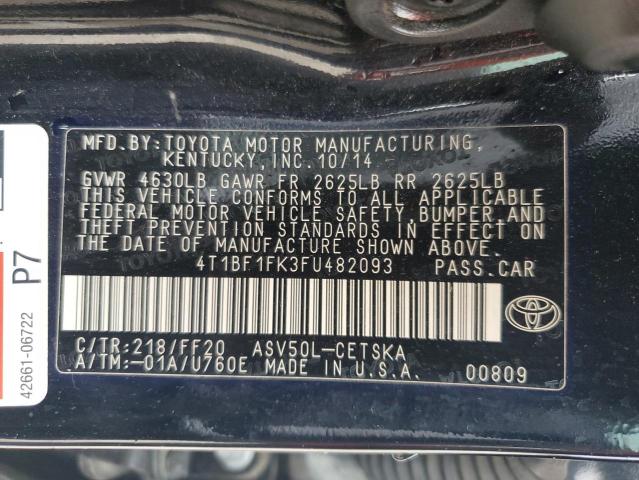 MFD.BY:TOYOTA MOTOR MANUFACTURING,
KENTUCKY,INC.10/14
GVWR 4630LB GAWR FR 2625LB RR 2625LB
THIS VEHICLE CONFORMS TO ALL APPLICABLE
FEDERAL MOTOR VEHICLE SAFETY,BUMPER,AND
THEFT PREVENTION STANDARDS IN EFFECT ON
THE DATE OF MANUFACTURE SHOWN ABOVE.
4T1BF1FK3FU482093 PASS.CAR
C/TR:218/FF20 ASV50L-CETSKA
A/TM:-01A/U760E MADE IN U.S.A. 00809
TOYOTA
42661-06722 P7